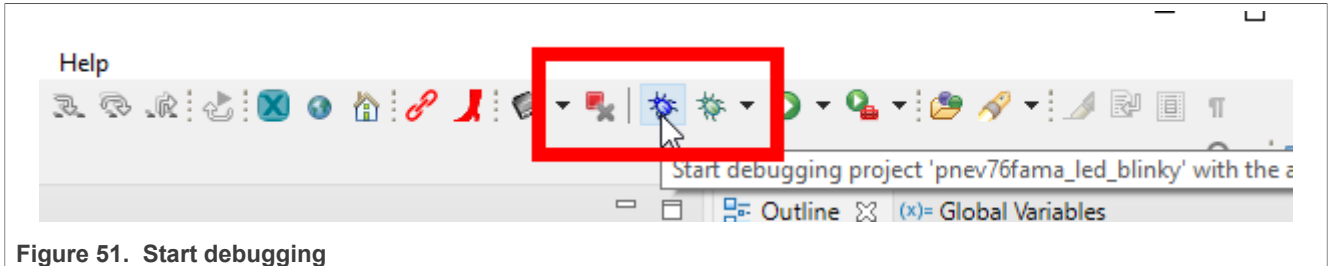 Help
Start debugging project 'pnev76fama_led_blinky' with the a
Outline (x)= Global Variables
Figure 51. Start debugging